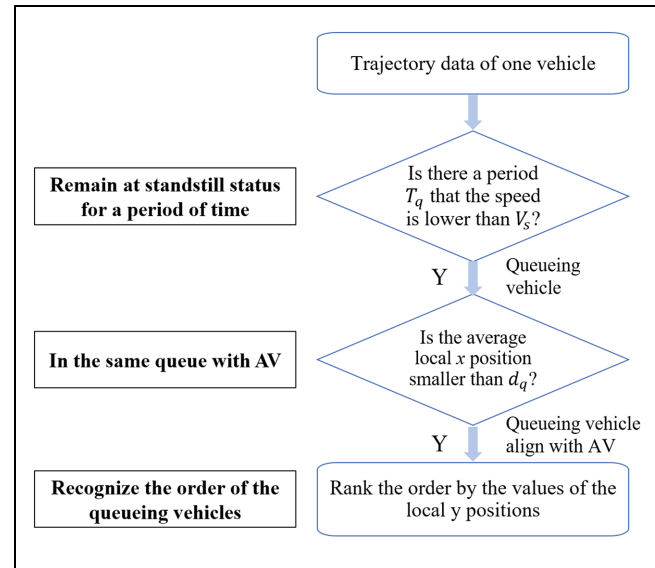 Trajectory data of one vehicle
Remain at standstill status
for a period of time
Is there a period
T_q that the speed
is lower than V_s?
Y
Queueing
vehicle
In the same queue with AV
Is the average
local x position
smaller than d_q?
Y
Queueing vehicle
align with AV
Recognize the order of the
queueing vehicles
Rank the order by the values of the
local y positions